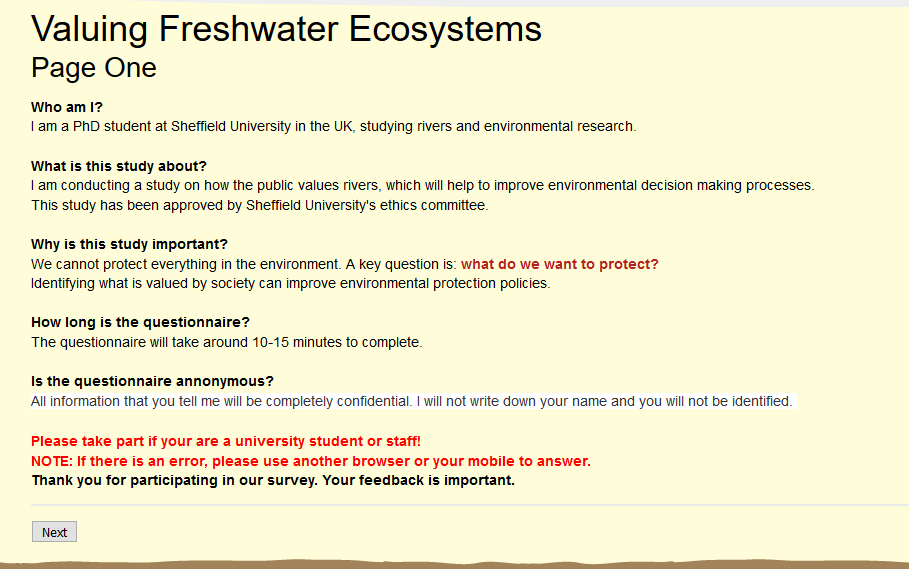 Valuing Freshwater Ecosystems
Page One
Who am I?
I am a PhD student at Sheffield University in the UK, studying rivers and environmental research.
What is this study about?
I am conducting a study on how the public values rivers, which will help to improve environmental decision making processes.
This study has been approved by Sheffield University's ethics committee.
Why is this study important?
We cannot protect everything in the environment. A key question is: what do we want to protect?
Identifying what is valued by society can improve environmental protection policies.
How long is the questionnaire?
The questionnaire will take around 10-15 minutes to complete.
Is the questionnaire annonymous?
All information that you tell me will be completely confidential. I will not write down your name and you will not be identified.
Please take part if your are a university student or staff!
NOTE: If there is an error, please use another browser or your mobile to answer.
Thank you for participating in our survey. Your feedback is important.
Next